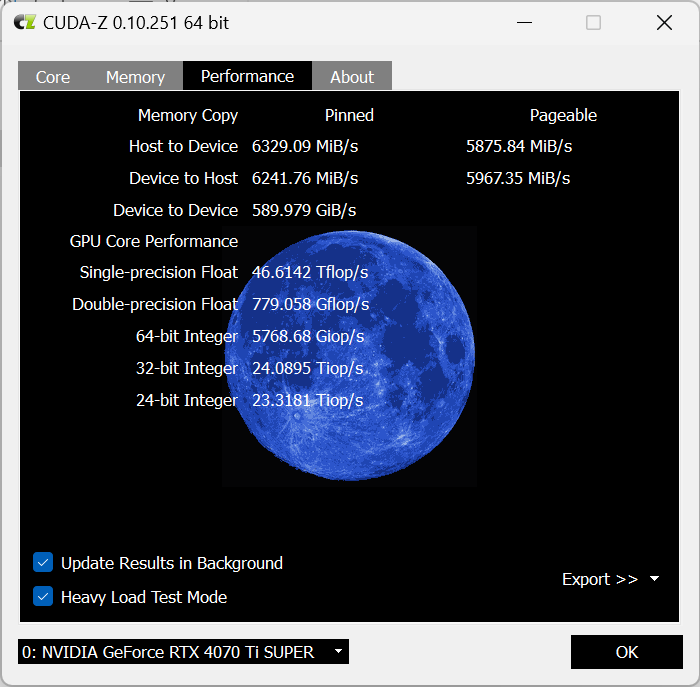 CUDA-Z 0.10.251 64 bit
Core Memory Performance About
Memory Copy Pinned Pageable
Host to Device 6329.09 MiB/s 5875.84 MiB/s
Device to Host 6241.76 MiB/s 5967.35 MiB/s
Device to Device 589.979 GiB/s
GPU Core Performance
Single-precision Float 46.6142 Tflop/s
Double-precision Float 779.058 Gflop/s
64-bit Integer 5768.68 Giop/s
32-bit Integer 24.0895 Tiop/s
24-bit Integer 23.3181 Tiop/s
Update Results in Background
Export >>
Heavy Load Test Mode
0: NVIDIA GeForce RTX 4070 Ti SUPER
OK